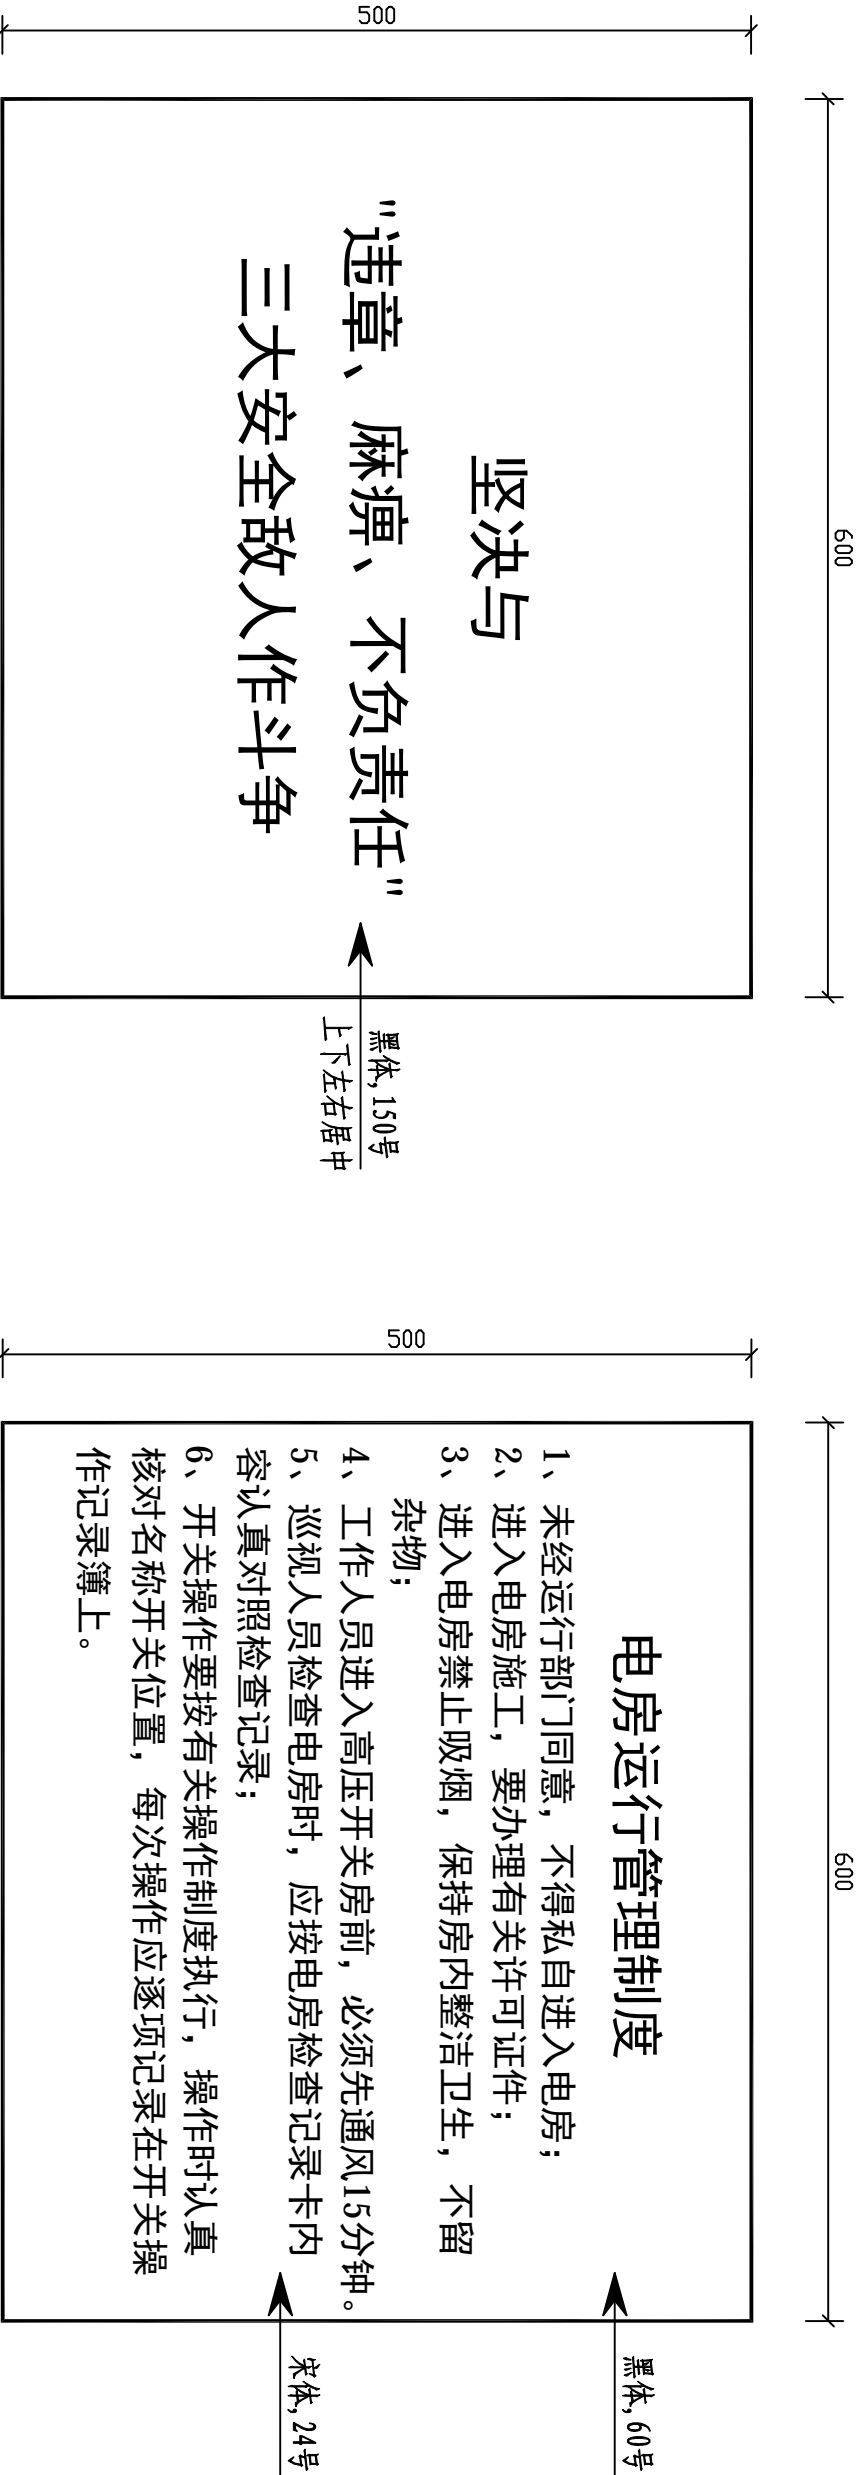 600
500
坚决与
"违章、麻痹、不负责任"
三大安全敌人作斗争
黑体,150号
上下左右居中
600
500
电房运行管理制度
1、未经运行部门同意，不得私自进入电房；
2、进入电房施工，要办理有关许可证件；
3、进入电房禁止吸烟，保持房内整洁卫生，不留
杂物；
4、工作人员进入高压开关房前，必须先通风15分钟。
5、巡视人员检查电房时，应按电房检查记录卡内
容认真对照检查记录；
6、开关操作要按有关操作制度执行，操作时认真
核对名称开关位置，每次操作应逐项记录在开关操
作记录簿上。
黑体,60号
宋体,24号